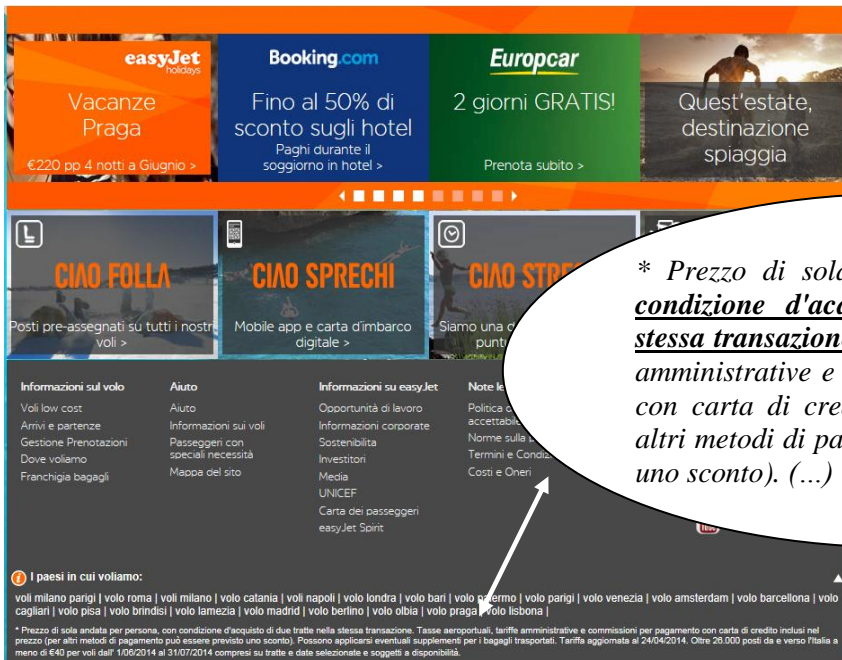 easyJet
holidays
Vacanze
Praga
€220 pp 4 notti a Giugno >
Booking.com
Fino al 50% di
sconto sugli hotel
Paghi durante il
soggiorno in hotel >
Europcar
2 giorni GRATIS!
Prenota subito >
Quest'estate,
destinazione
spiaggia
CIAO FOLLA
Posti pre-assegnati su tutti i nostri
voli >
CIAO SPRECHI
Mobile app e carta d'imbarco
digitale >
CIAO
Siamo una
* Prezzo di
condizione
stessa
amministrative e
con carta di
altri metodi di
uno sconto). (...)
Informazioni sul volo
Voli low cost
Arrivi e partenze
Gestione Prenotazioni
Dove voliamo
Franchigia bagagli
Aiuto
Aiuto
Informazioni sui voli
Passeggeri con
speciali necessità
Mappa del sito
Informazioni su easyJet
Opportunità di lavoro
Informazioni corporate
Sostenibilita
Investitori
Media
UNICEF
Carta dei passeggeri
easyJet Spirit
Note
Politica
Norme sulla
Termini e
Costi e Oneri
I paesi in cui voliamo:
voli milano parigi | volo roma | voli milano | volo catania | voli napoli | volo londra | volo bari | volo palermo | volo parigi | volo venezia | volo amsterdam | volo barcellona | volo
cagliari | volo pisa | volo brindisi | volo lamezia | volo madrid | volo berlino | volo olbia | volo praga | volo lisbona |
* Prezzo di sola andata per persona, con condizione d'acquisto di due tratte nella stessa transazione. Tasse aeroportuali, tariffe amministrative e commissioni per pagamento con carta di credito inclusi nel
prezzo (per altri metodi di pagamento può essere previsto uno sconto). Possono applicarsi eventuali supplementi per i bagagli trasportati. Tariffa aggiornata al 24/04/2014. Oltre 26.000 posti da e verso l'Italia a
meno di €40 per voli dall' 1/06/2014 al 31/07/2014 compresi su tratte e date selezionate e soggetti a disponibilità.